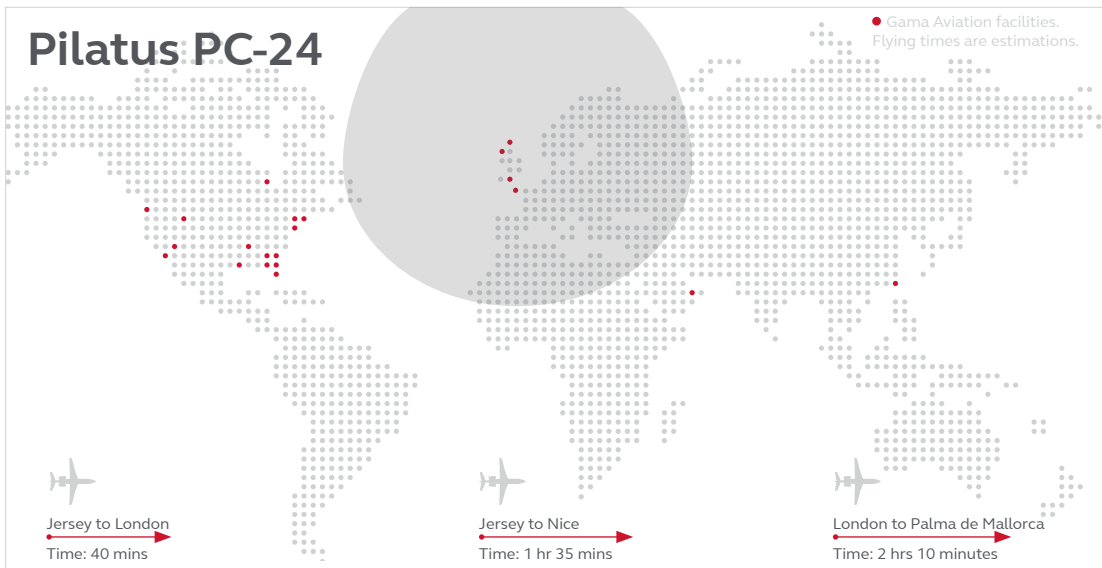 Pilatus PC-24
Gama Aviation facilities.
Flying times are estimations.
Jersey to London
Time: 40 mins
Jersey to Nice
Time: 1 hr 35 mins
London to Palma de Mallorca
Time: 2 hrs 10 minutes